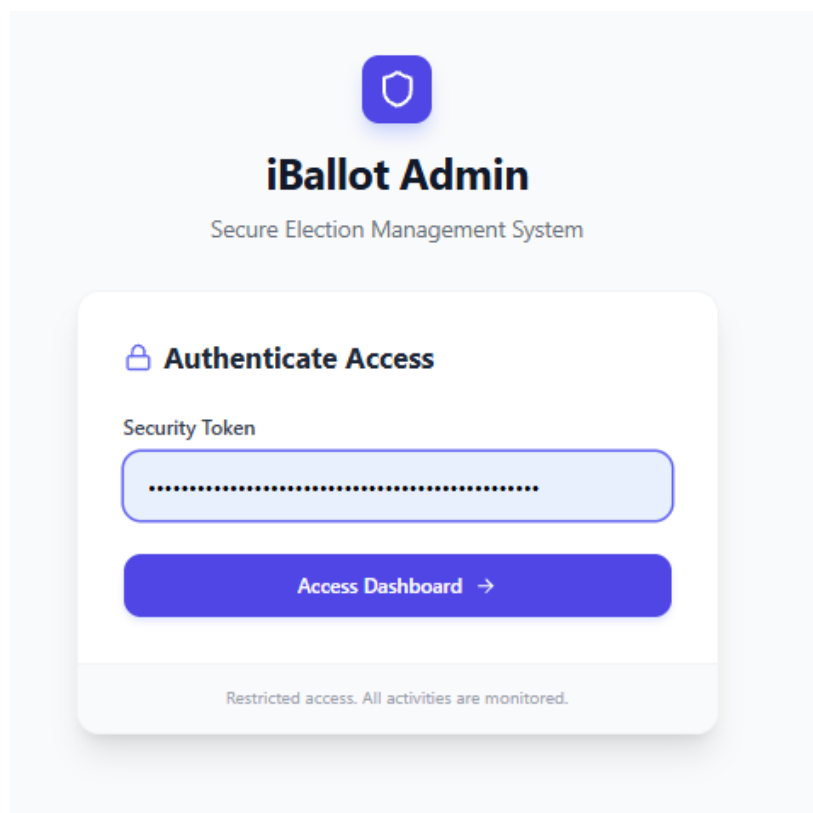 iBallot Admin
Secure Election Management System
Authenticate Access
Security Token
••••••••••••••••••••••••••••••••••••••••••••••••
Access Dashboard →
Restricted access. All activities are monitored.